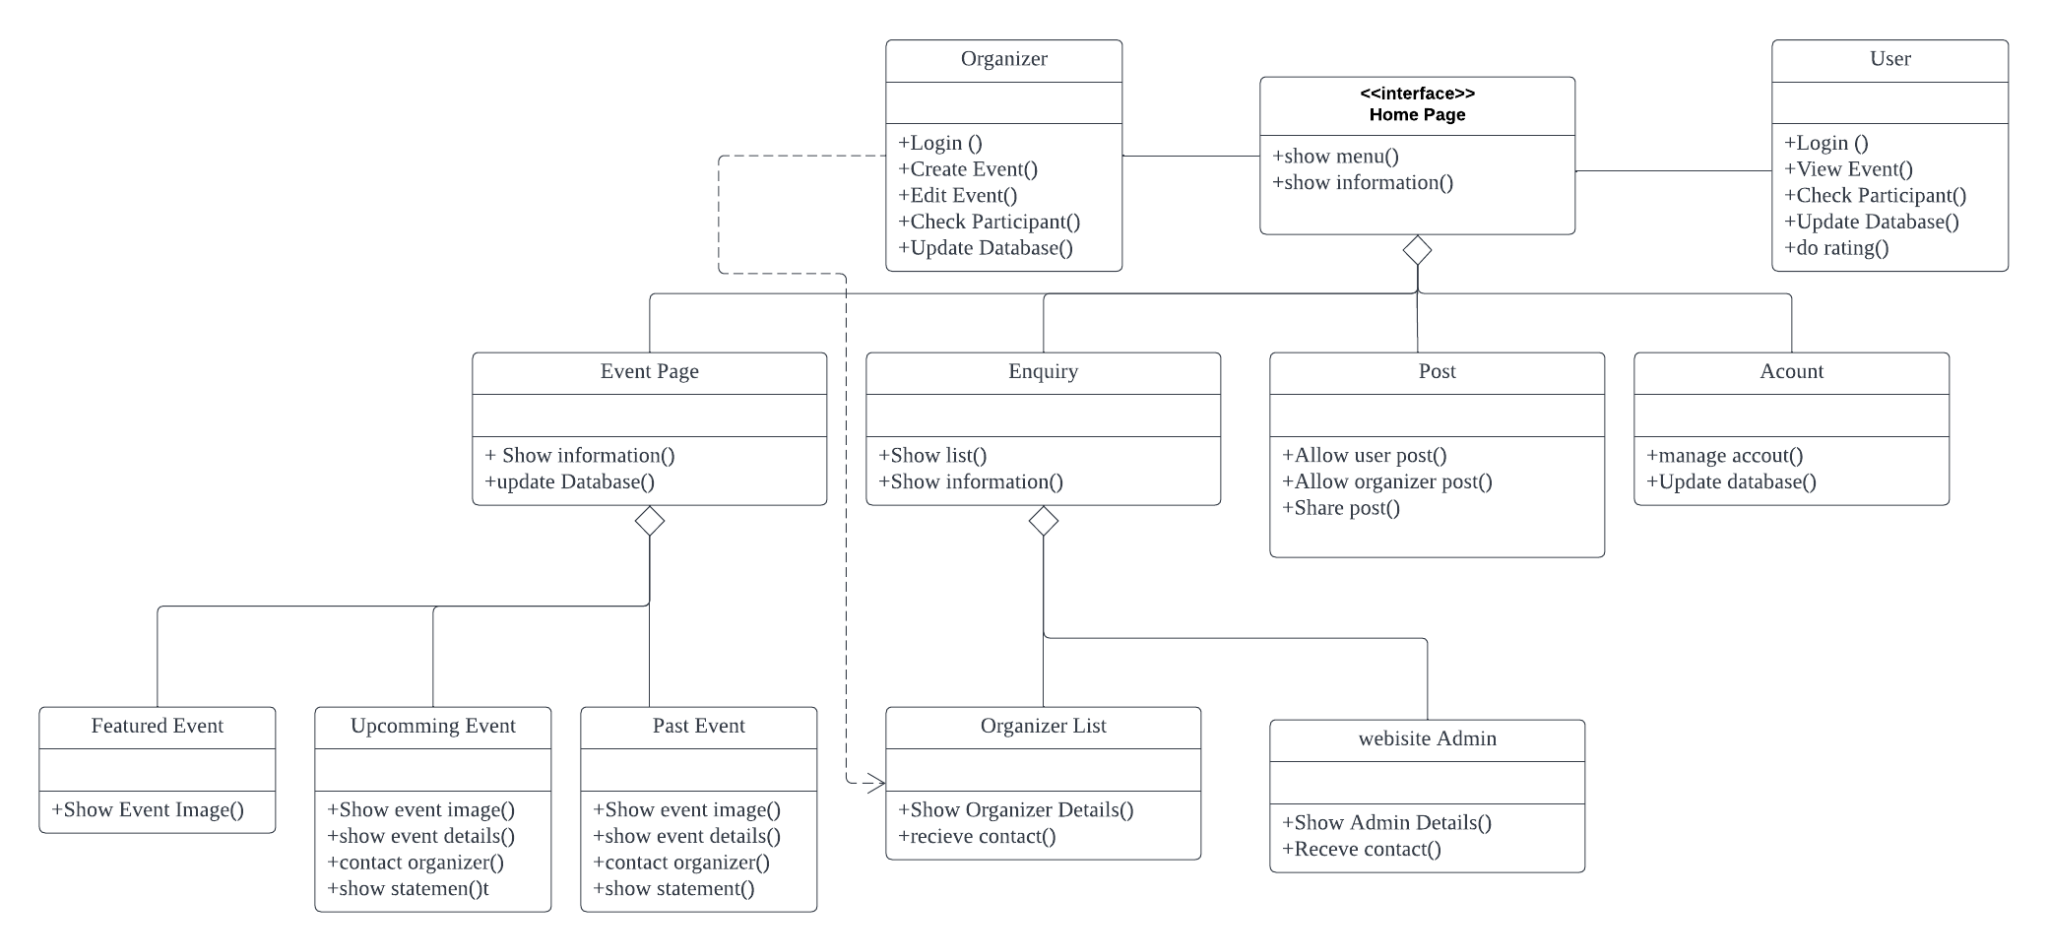 Organizer
+Login ()
+Create Event()
+Edit Event()
+Check Participant()
+Update Database()
<<interface>>
Home Page
+show menu()
+show information()
User
+Login ()
+View Event()
+Check Participant()
+Update Database()
+do rating()
Event Page
+ Show information()
+update Database()
Enquiry
+Show list()
+Show information()
Post
+Allow user post()
+Allow organizer post()
+Share post()
Acount
+manage accout()
+Update database()
Featured Event
+Show Event Image()
Upcomming Event
+Show event image()
+show event details()
+contact organizer()
+show statemen()t
Past Event
+Show event image()
+show event details()
+contact organizer()
+show statement()
Organizer List
+Show Organizer Details()
+recieve contact()
webisite Admin
+Show Admin Details()
+Receve contact()